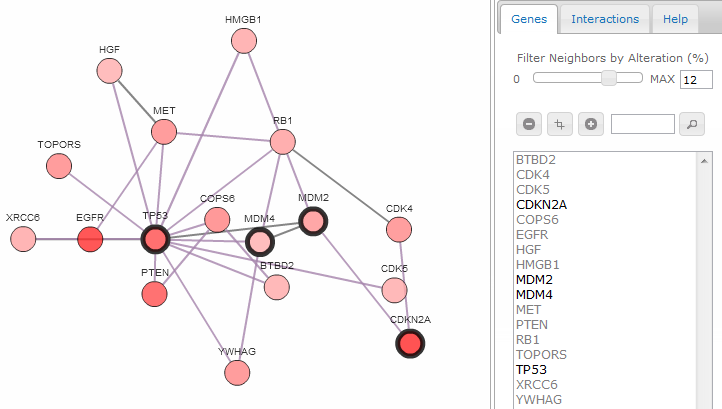 HMGB1
HGF
MET
RB1
TOPORS
COPS6
MDM2
CDK4
XRCC6
EGFR
TP53
MDM4
PTEN
BTBD2
CDK5
CDKN2A
YWHAG
Genes Interactions Help
Filter Neighbors by Alteration (%)
0 MAX 12
BTBD2
CDK4
CDK5
CDKN2A
COPS6
EGFR
HGF
HMGB1
MDM2
MDM4
MET
PTEN
RB1
TOPORS
TP53
XRCC6
YWHAG